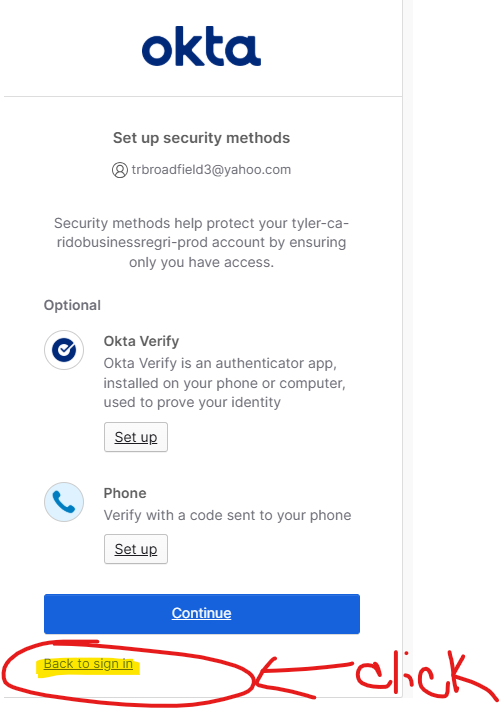 okta
Set up security methods
trbroadfield3@yahoo.com
Security methods help protect your tyler-ca-
ridobusinessregri-prod account by ensuring
only you have access.
Optional
Okta Verify
Okta Verify is an authenticator app,
installed on your phone or computer,
used to prove your identity
Set up
Phone
Verify with a code sent to your phone
Set up
Continue
Back to sign in
click